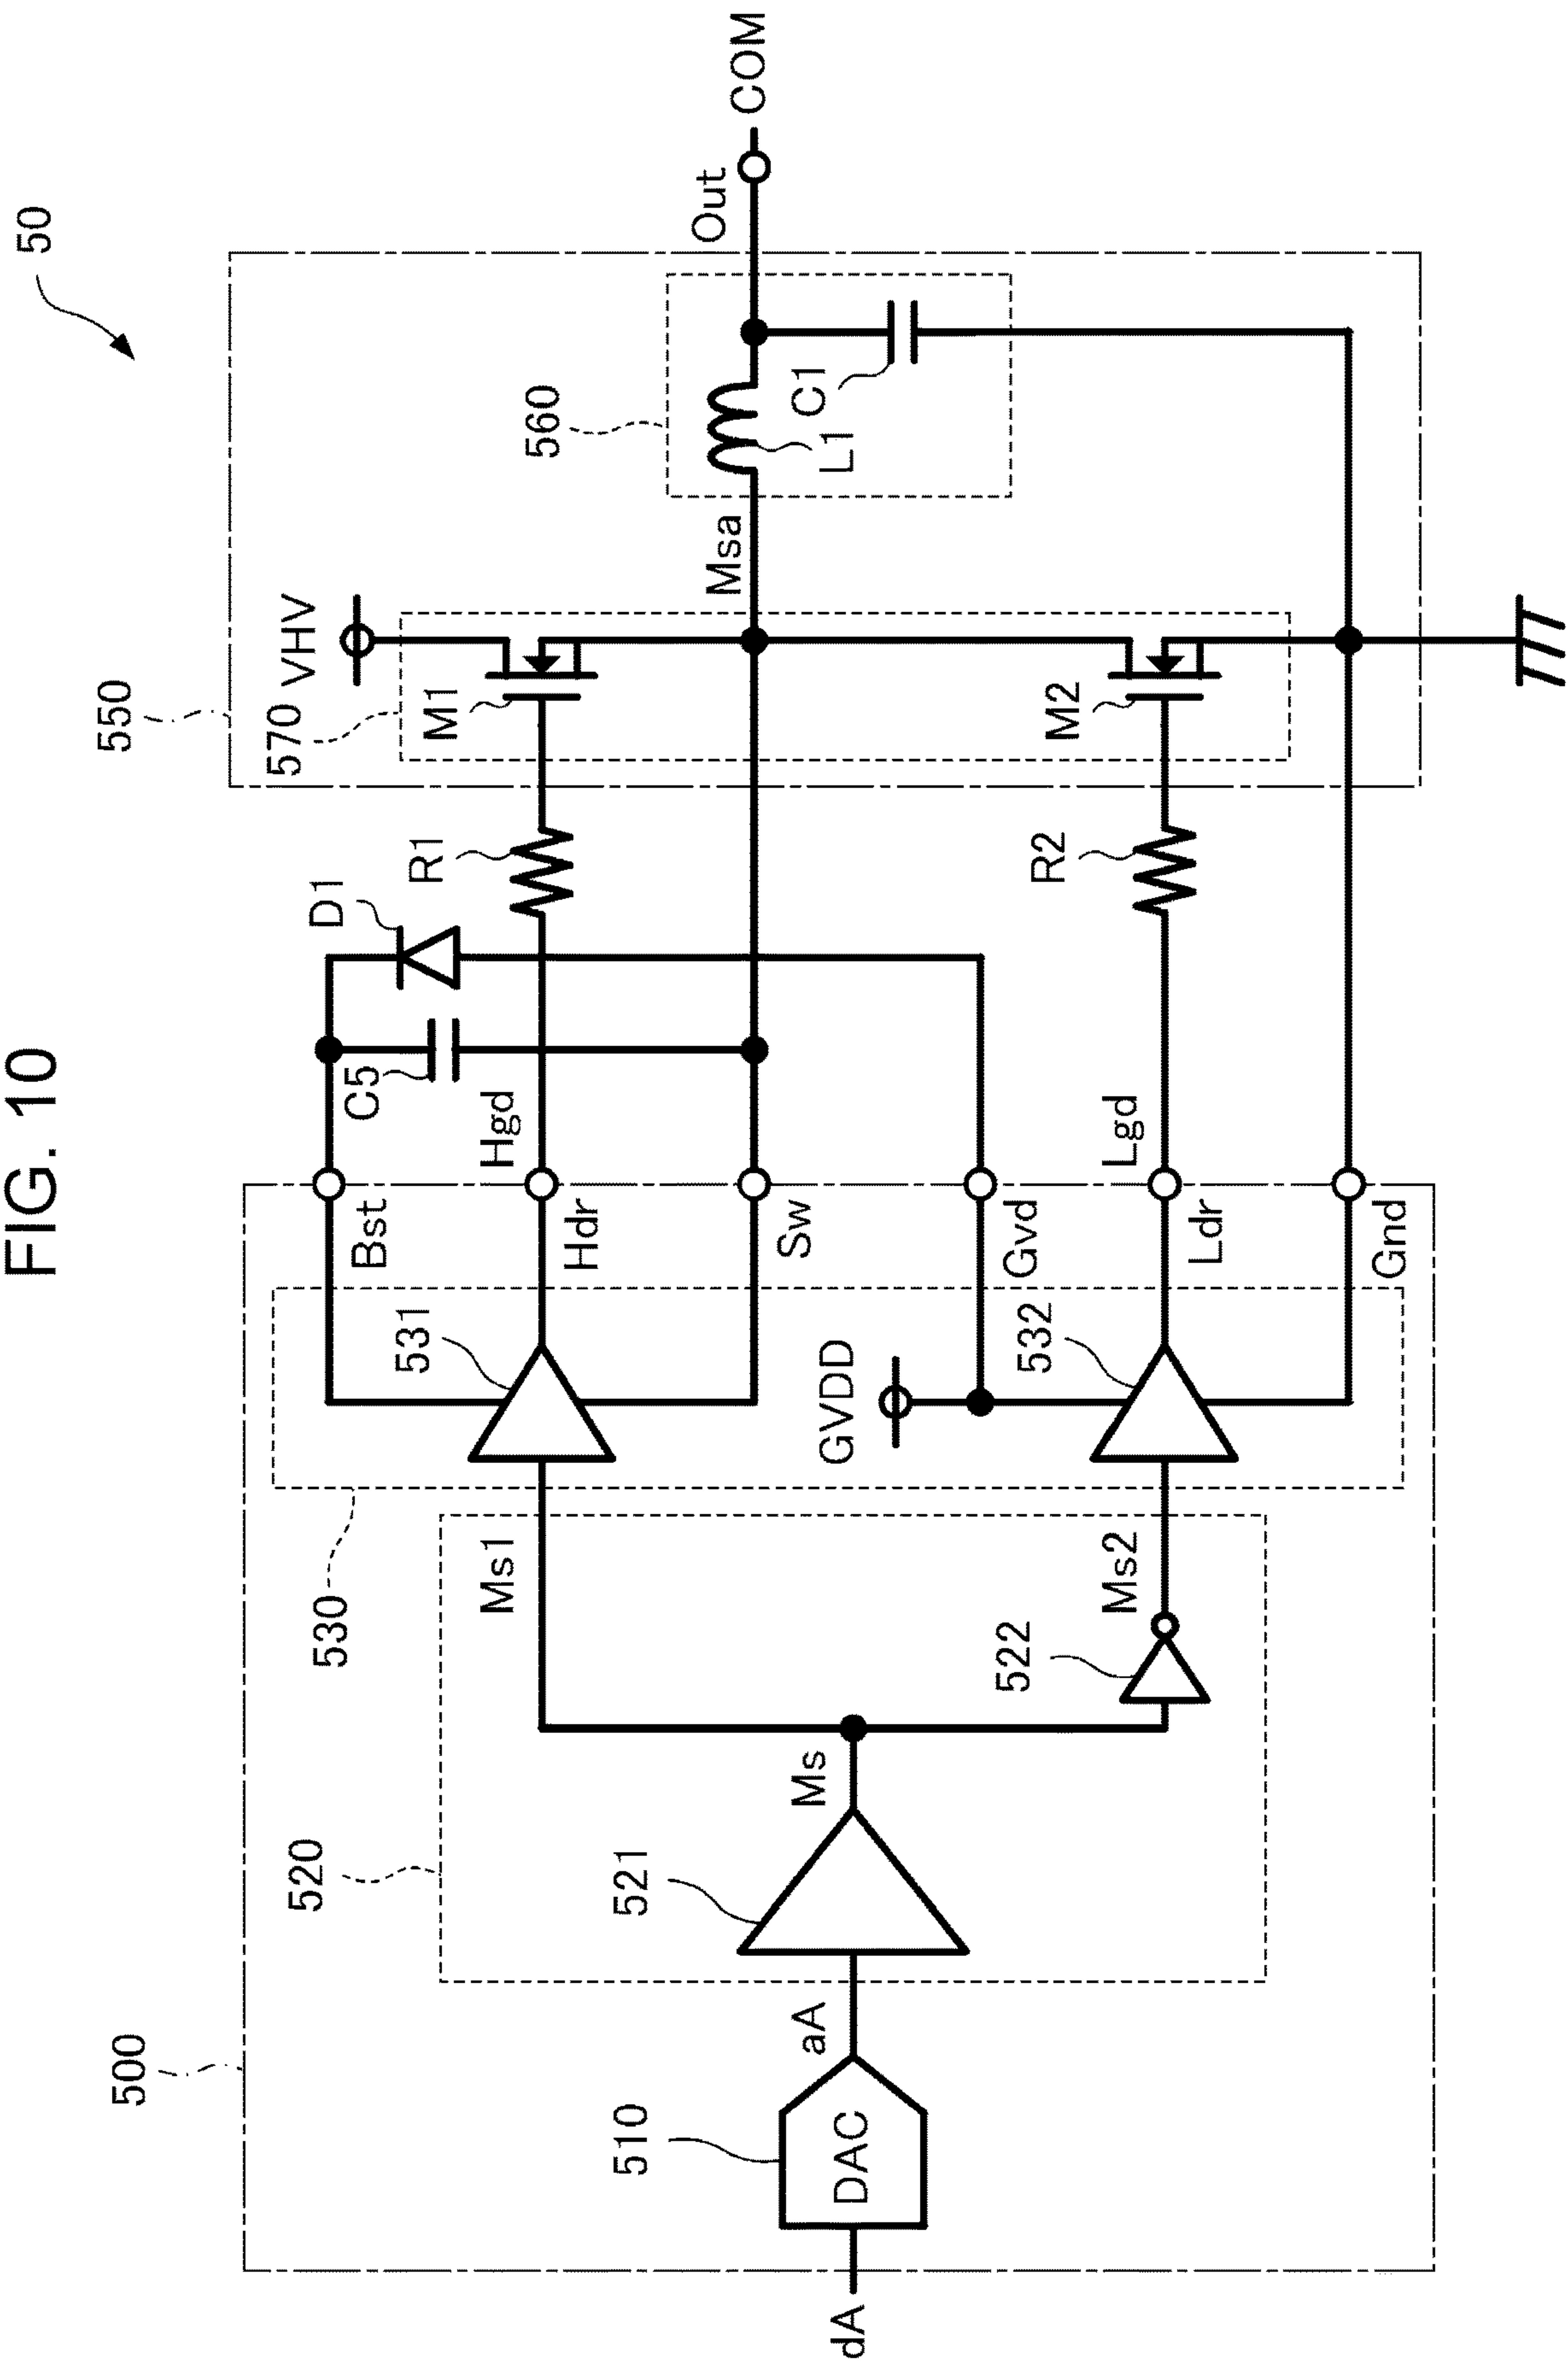 FIG. 10
50
550
VHV
570
M1
Msa
560
L1
C1
Out
COM
M2
D1
R1
C5
Hgd
R2
Lgd
500
Bst
Hdr
Sw
Gvd
Ldr
Gnd
530
531
GVDD
532
520
Ms1
Ms2
522
Ms
521
aA
510
DAC
dA